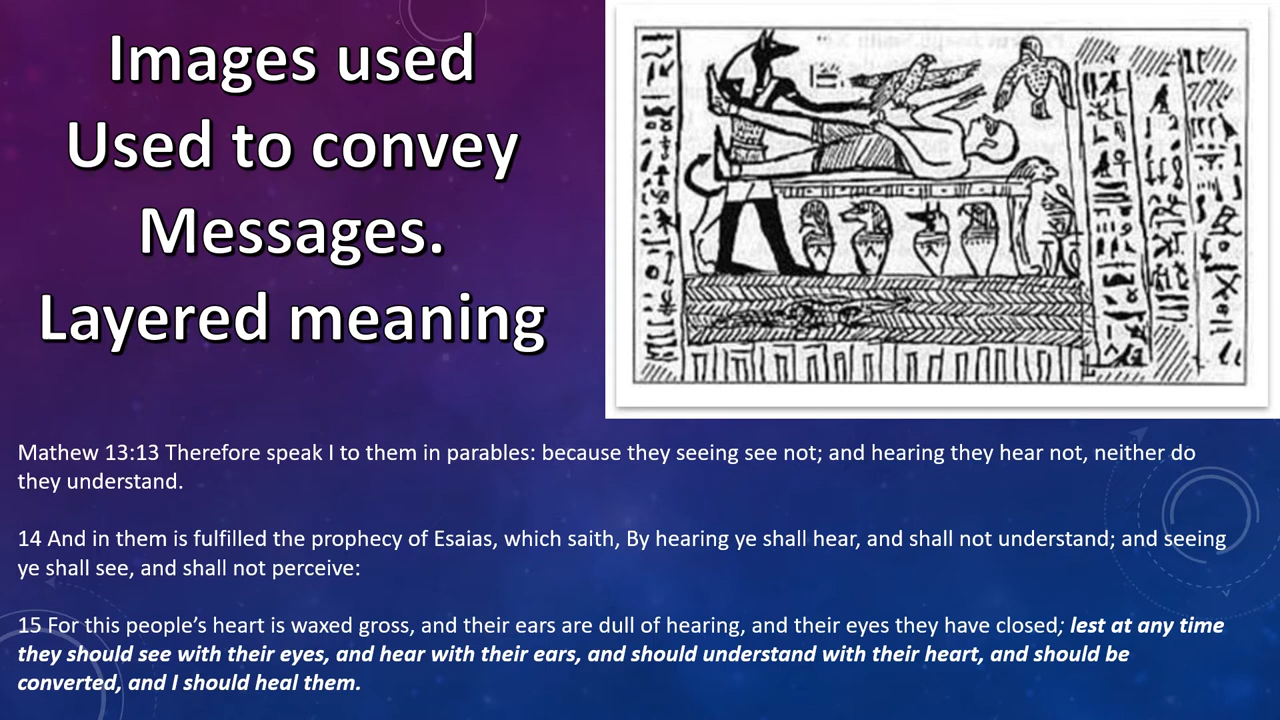 Images used
Used to convey
Messages.
Layered meaning
Mathew 13:13 Therefore speak I to them in parables: because they seeing see not; and hearing they hear not, neither do
they understand.
14 And in them is fulfilled the prophecy of Esaias, which saith, By hearing ye shall hear, and shall not understand; and seeing
ye shall see, and shall not perceive:
15 For this people’s heart is waxed gross, and their ears are dull of hearing, and their eyes they have closed; lest at any time
they should see with their eyes, and hear with their ears, and should understand with their heart, and should be
converted, and I should heal them.